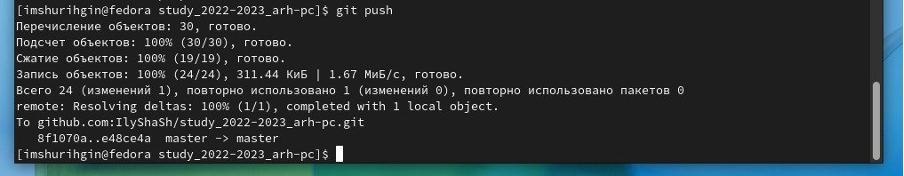 [imshurihgin@fedora study_2022-2023_arh-pc]$ git push
Перечисление объектов: 30, готово.
Подсчет объектов: 100% (30/30), готово.
Сжатие объектов: 100% (19/19), готово.
Запись объектов: 100% (24/24), 311.44 КиБ | 1.67 МиБ/с, готово.
Всего 24 (изменений 1), повторно использовано 1 (изменений 0), повторно использовано пакетов 0
remote: Resolving deltas: 100% (1/1), completed with 1 local object.
To github.com:IlyShaSh/study_2022-2023_arh-pc.git
   8f1070a..e48ce4a  master -> master
[imshurihgin@fedora study_2022-2023_arh-pc]$